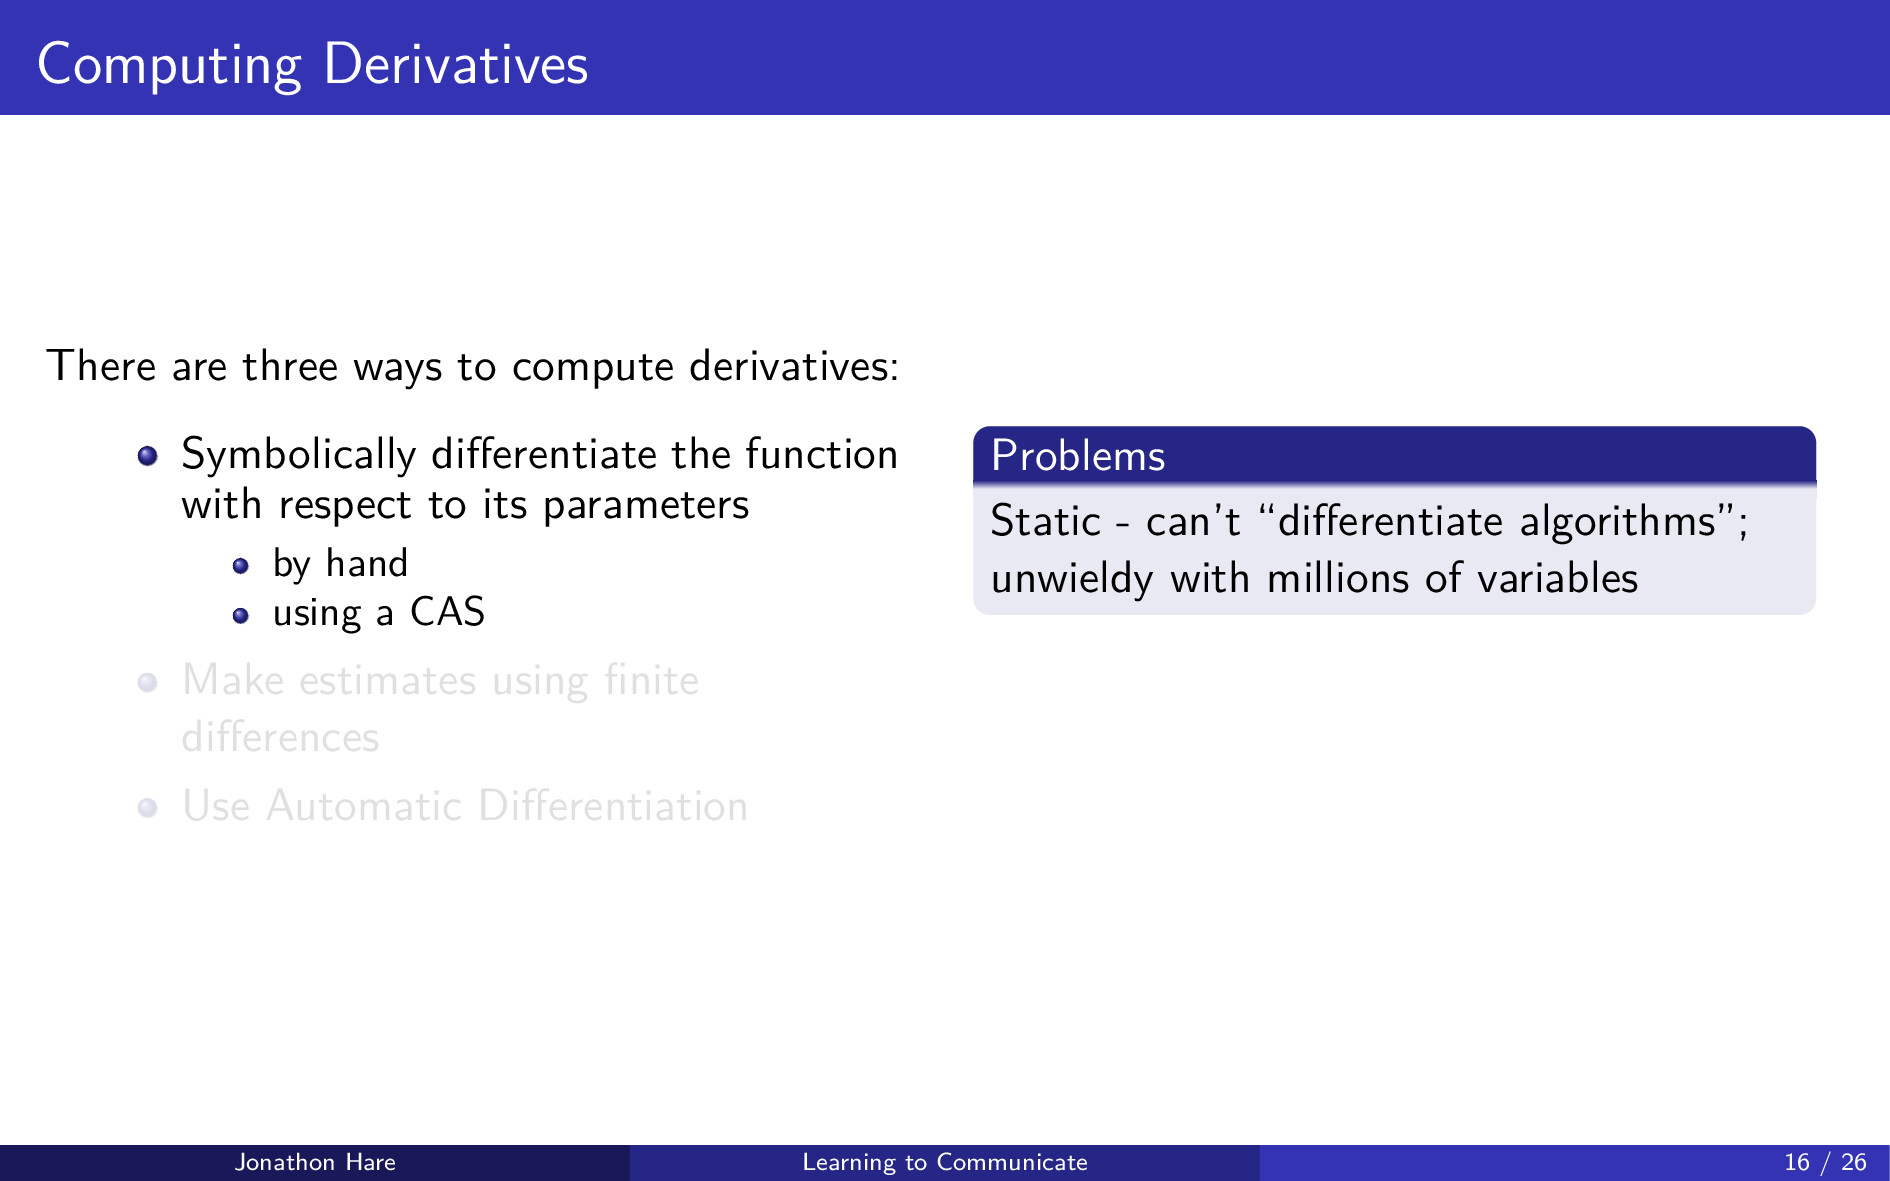 Computing Derivatives
There are three ways to compute derivatives:
Symbolically differentiate the function
with respect to its parameters
by hand
using a CAS
Make estimates using finite
differences
Use Automatic Differentiation
Problems
Static - can't “differentiate algorithms”;
unwieldy with millions of variables
Jonathon Hare
Learning to Communicate
16 / 26